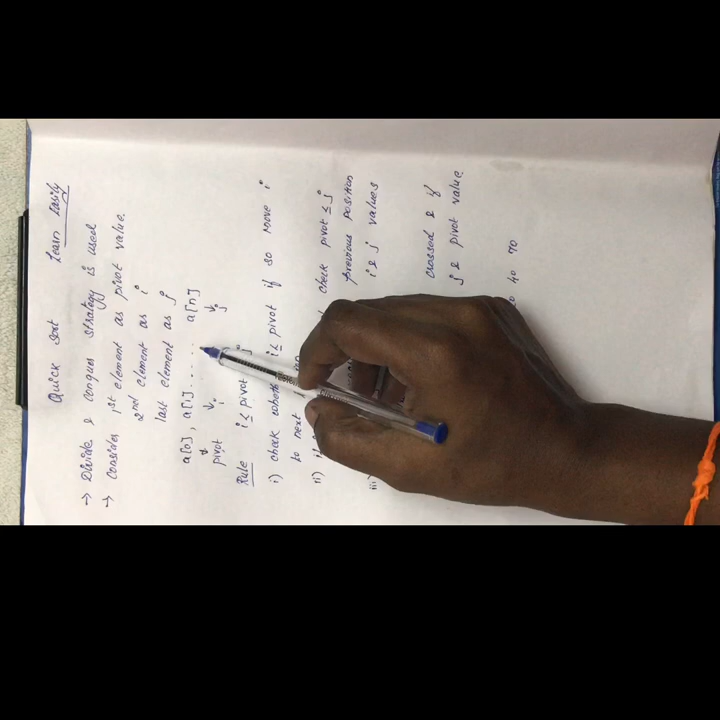 Quick Sort Learn Easily
→ Divide & conquer strategy is used
→ Consider 1st element as pivot value.
2nd element as i
last element as j
a[0], a[1] ..... a[n]
pivot i j
Rule i ≤ pivot j
i) check i ≤ pivot if so move i
to next
ii) check pivot ≤ j
previous position
iii) i & j values
crossed & if
j & pivot value
40 70